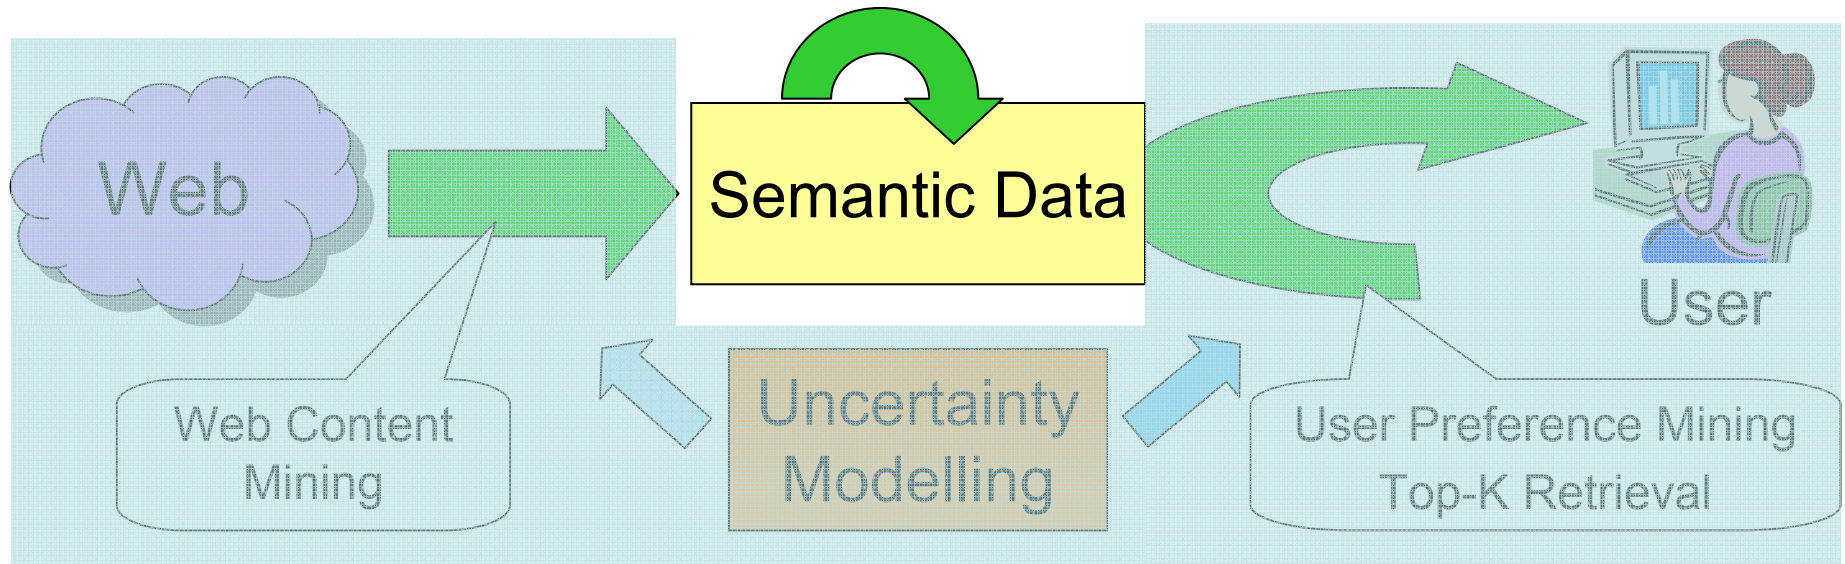 Web
Semantic Data
User
Web Content
Mining
Uncertainty
Modelling
User Preference Mining
Top-K Retrieval